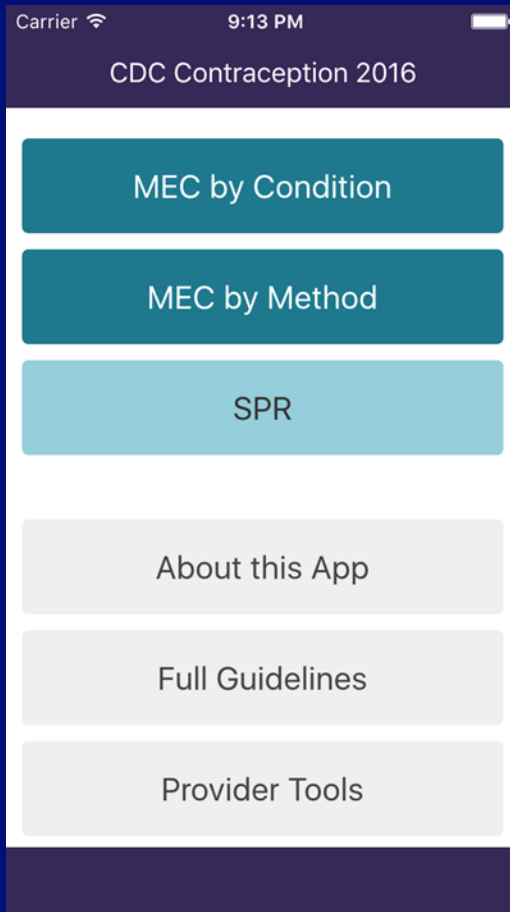 Carrier 9:13 PM
CDC Contraception 2016
MEC by Condition
MEC by Method
SPR
About this App
Full Guidelines
Provider Tools